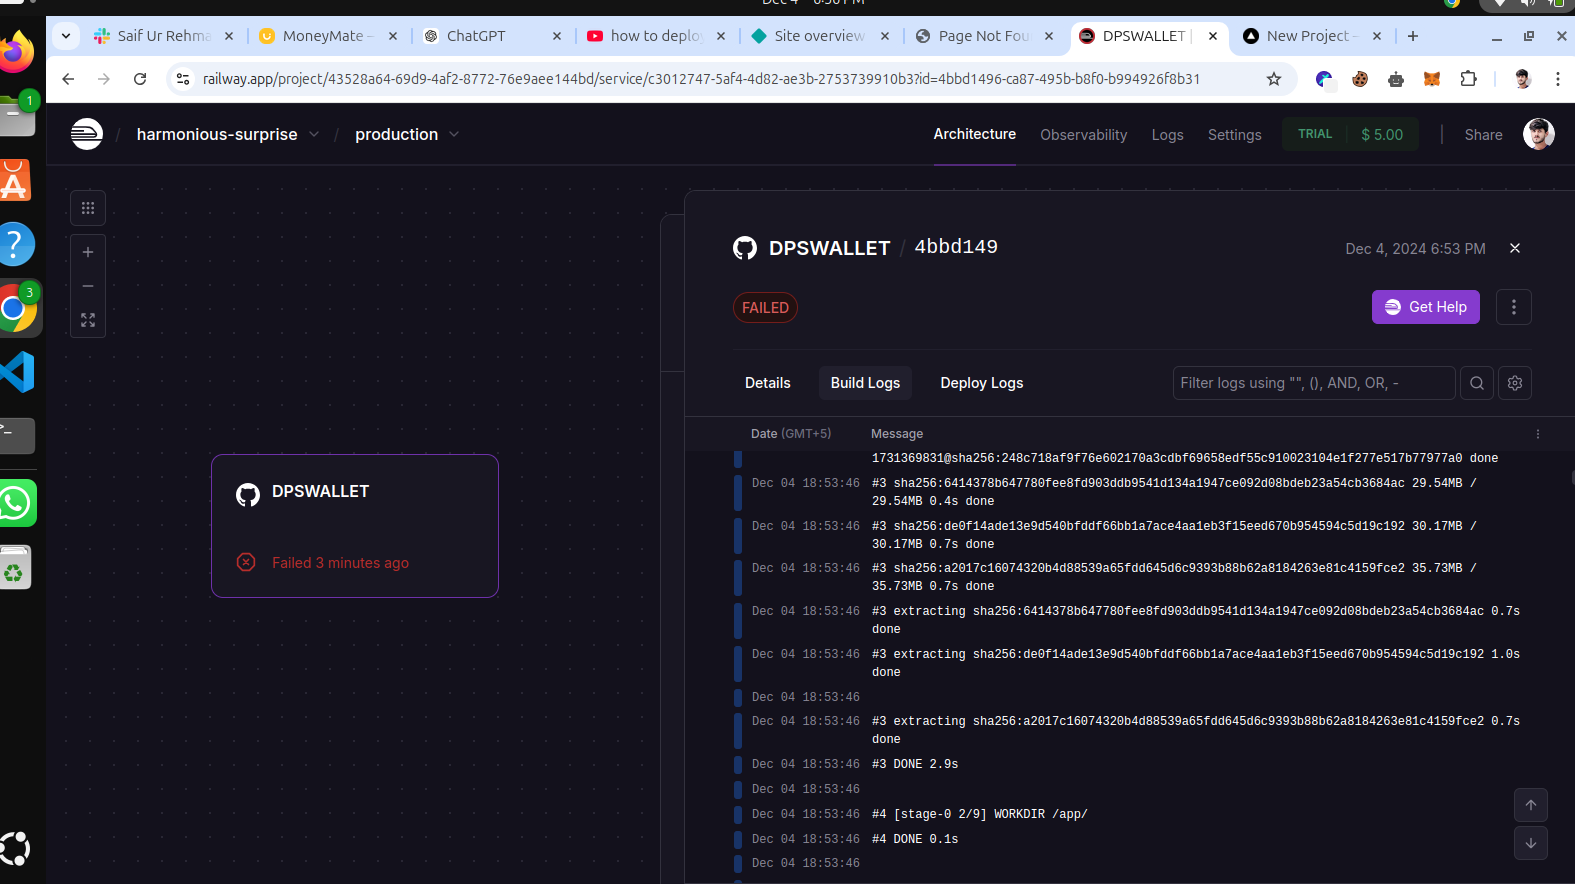 Dec 4 6:56 PM
Saif Ur Rehma
MoneyMate –
ChatGPT
how to deplo
Site overview
Page Not Fou
DPSWALLET |
New Project –
railway.app/project/43528a64-69d9-4af2-8772-76e9aee144bd/service/c3012747-5af4-4d82-ae3b-2753739910b3?id=4bbd1496-ca87-495b-b8f0-b994926f8b31
1
3
/ harmonious-surprise / production
Architecture Observability Logs Settings TRIAL $ 5.00 Share
DPSWALLET / 4bbd149
Dec 4, 2024 6:53 PM
FAILED
Get Help
Details Build Logs Deploy Logs
Filter logs using "", (), AND, OR, -
Date (GMT+5) Message
1731369831@sha256:248c718af9f76e602170a3cdbf69658edf55c910023104e1f277e517b77977a0 done
Dec 04 18:53:46 #3 sha256:6414378b647780fee8fd903ddb9541d134a1947ce092d08bdeb23a54cb3684ac 29.54MB /
29.54MB 0.4s done
Dec 04 18:53:46 #3 sha256:de0f14ade13e9d540bfddf66bb1a7ace4aa1eb3f15eed670b954594c5d19c192 30.17MB /
30.17MB 0.7s done
Dec 04 18:53:46 #3 sha256:a2017c16074320b4d88539a65fdd645d6c9393b88b62a8184263e81c4159fce2 35.73MB /
35.73MB 0.7s done
Dec 04 18:53:46 #3 extracting sha256:6414378b647780fee8fd903ddb9541d134a1947ce092d08bdeb23a54cb3684ac 0.7s
done
Dec 04 18:53:46 #3 extracting sha256:de0f14ade13e9d540bfddf66bb1a7ace4aa1eb3f15eed670b954594c5d19c192 1.0s
done
Dec 04 18:53:46
Dec 04 18:53:46 #3 extracting sha256:a2017c16074320b4d88539a65fdd645d6c9393b88b62a8184263e81c4159fce2 0.7s
done
Dec 04 18:53:46 #3 DONE 2.9s
Dec 04 18:53:46
Dec 04 18:53:46 #4 [stage-0 2/9] WORKDIR /app/
Dec 04 18:53:46 #4 DONE 0.1s
Dec 04 18:53:46
DPSWALLET
Failed 3 minutes ago